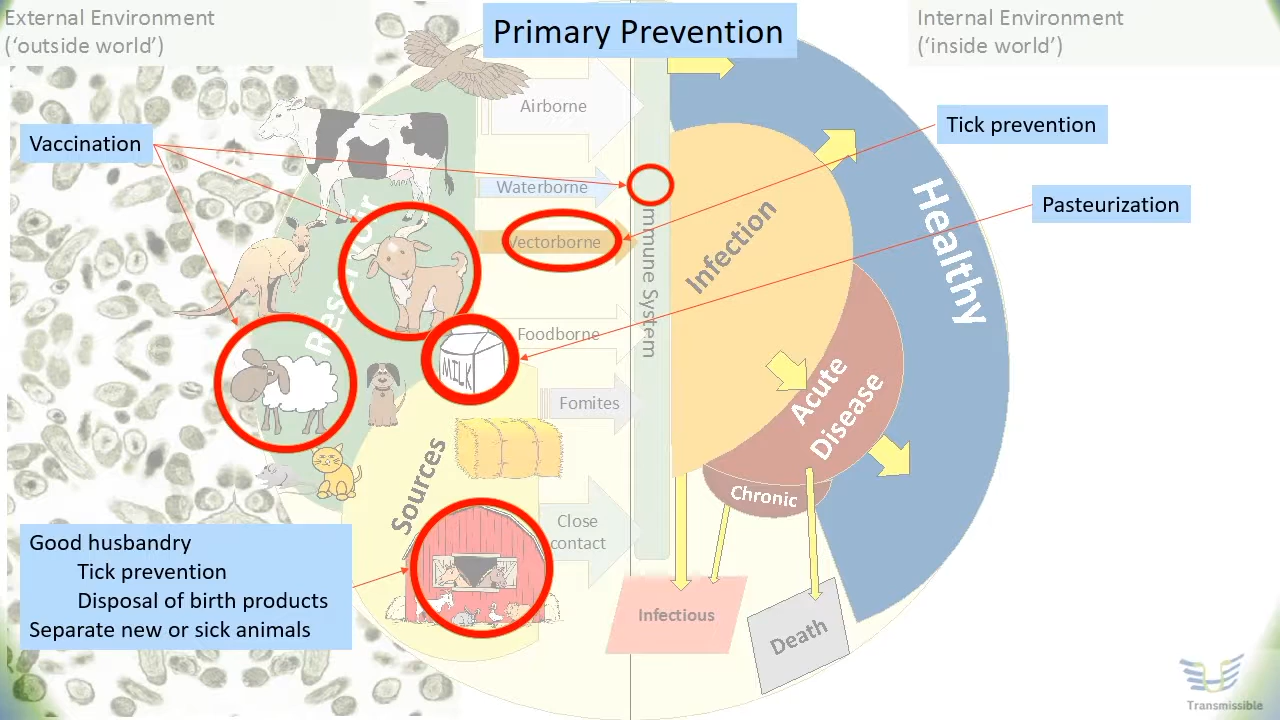 External Environment
('outside world')
Primary Prevention
Internal Environment
('inside world')
Vaccination
Airborne
Waterborne
Vectorborne
Foodborne
Fomites
Close
contact
Reservoir
MILK
Sources
mmune System
Tick prevention
Pasteurization
Infection
Healthy
Acute
Disease
Chronic
Infectious
Death
Good husbandry
Tick prevention
Disposal of birth products
Separate new or sick animals
Transmissible